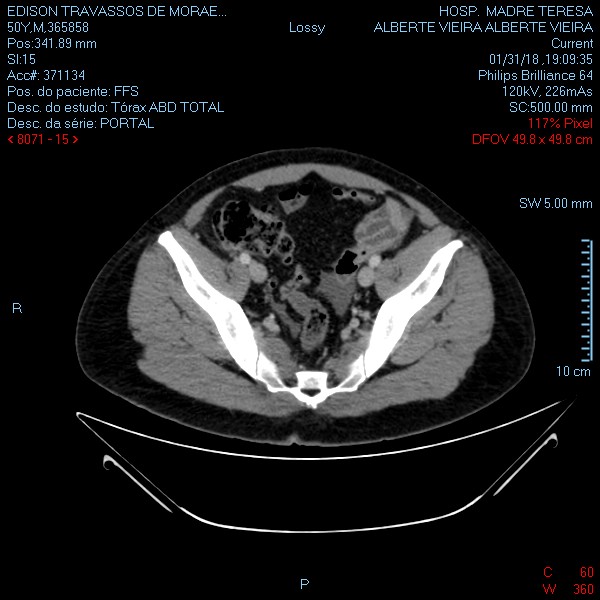 EDISON TRAVASSOS DE MORAE...
50Y,M,365858
Pos:341.89 mm
SI:15
Acc#: 371134
Pos. do paciente: FFS
Desc. do estudo: Tórax ABD TOTAL
Desc. da série: PORTAL
< 8071 - 15 >
Lossy
HOSP. MADRE TERESA
ALBERTE VIEIRA ALBERTE VIEIRA
Current
01/31/18 ,19:09:35
Philips Brilliance 64
120kV, 226mAs
SC:500.00 mm
117% Pixel
DFOV 49.8 x 49.8 cm
SW 5.00 mm
R
10 cm
P
C 60
W 360